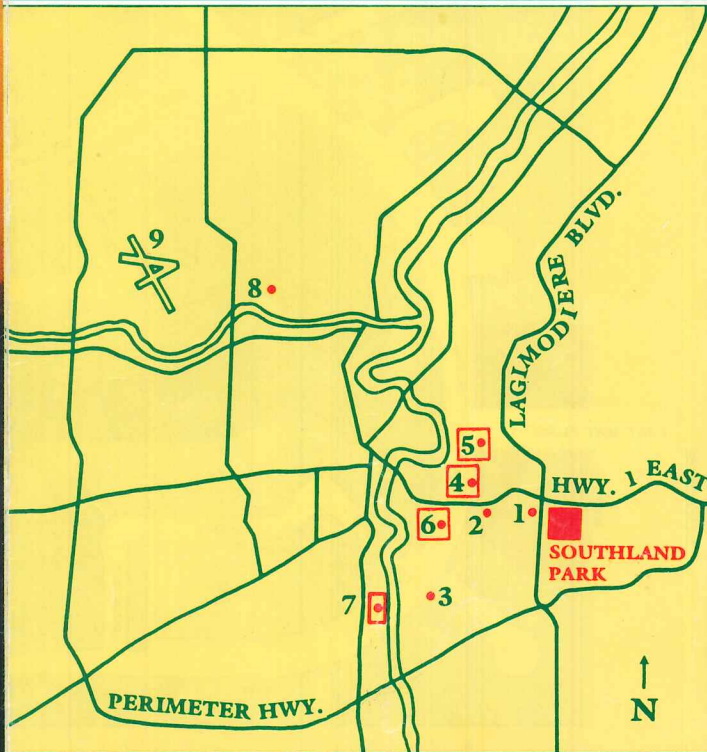 9
8
LAGIMODIERE BLVD.
5
4
HWY. 1 EAST
6
2
1
SOUTHLAND
PARK
7
3
PERIMETER HWY.
N